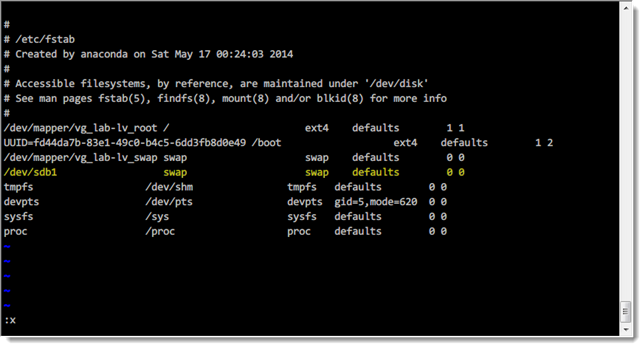 #
# /etc/fstab
# Created by anaconda on Sat May 17 00:24:03 2014
#
# Accessible filesystems, by reference, are maintained under '/dev/disk'
# See man pages fstab(5), findfs(8), mount(8) and/or blkid(8) for more info
#
/dev/mapper/vg_lab-lv_root / ext4 defaults 1 1
UUID=fd44da7b-83e1-49c0-b4c5-6dd3fb8d0e49 /boot ext4 defaults 1 2
/dev/mapper/vg_lab-lv_swap swap swap defaults 0 0
/dev/sdb1 swap swap defaults 0 0
tmpfs /dev/shm tmpfs defaults 0 0
devpts /dev/pts devpts gid=5,mode=620 0 0
sysfs /sys sysfs defaults 0 0
proc /proc proc defaults 0 0
~
~
~
~
~
:x